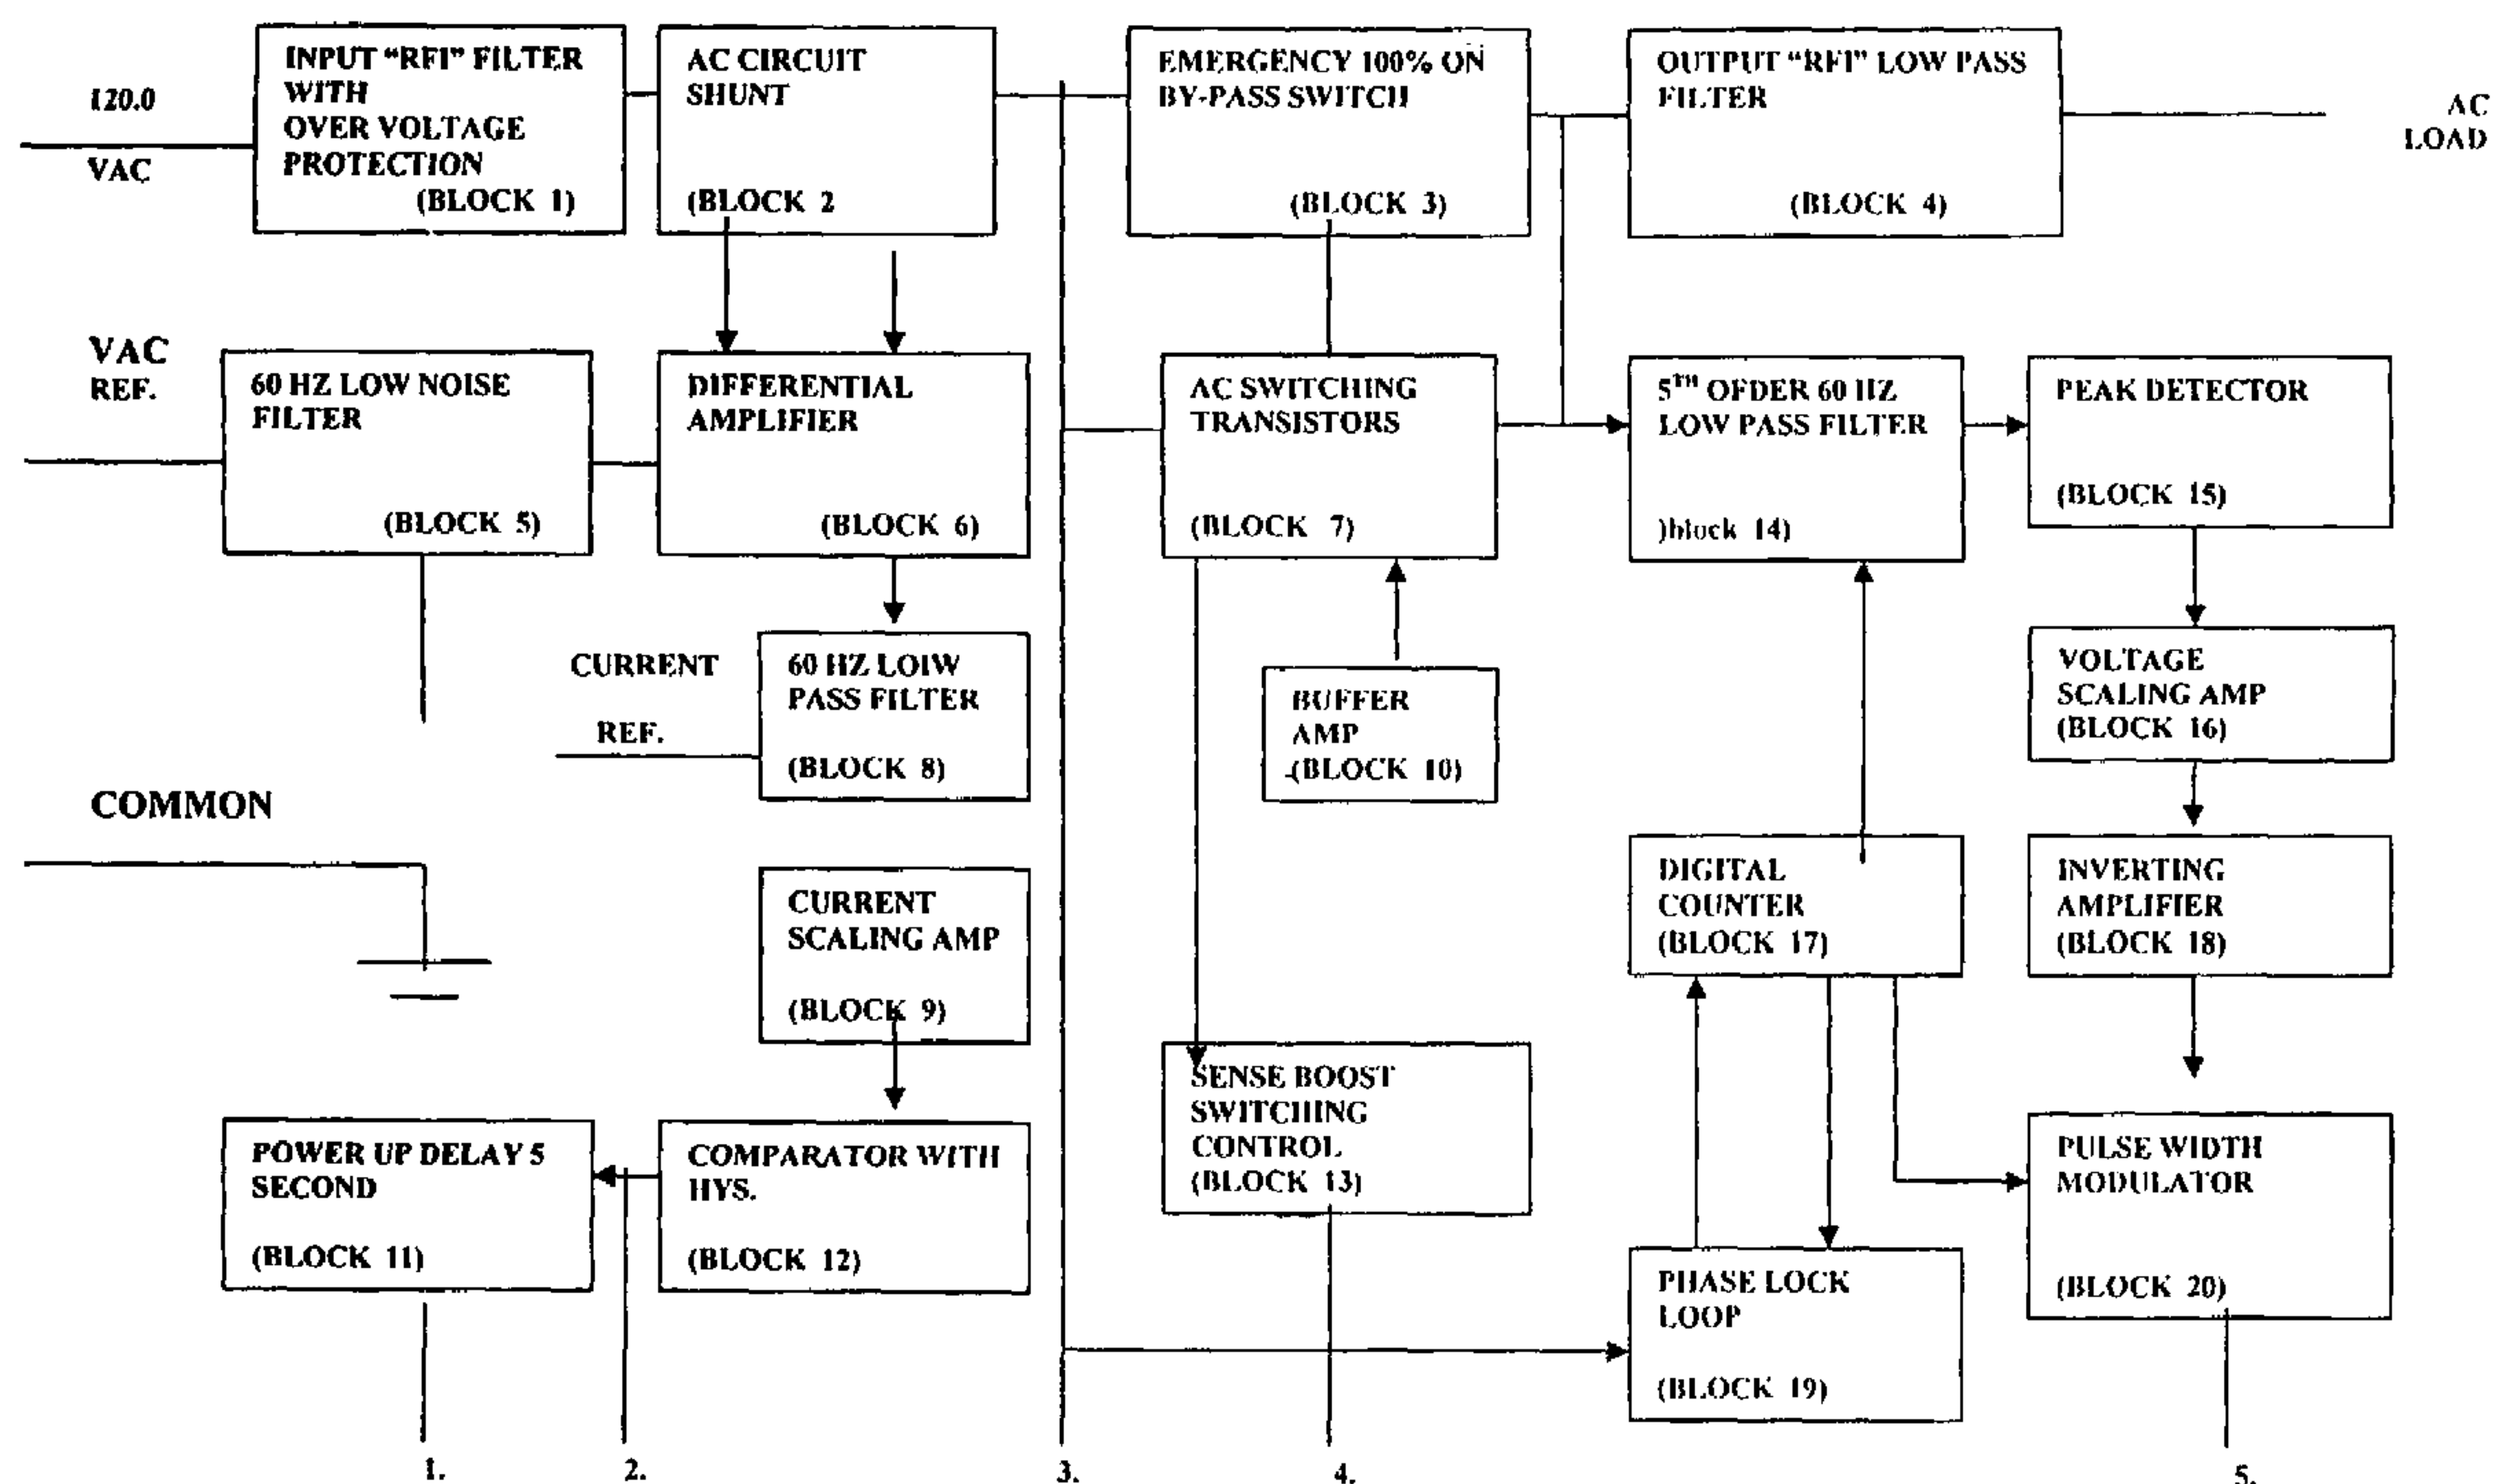 120.0
VAC
INPUT “RFI” FILTER
WITH
OVER VOLTAGE
PROTECTION
(BLOCK 1)
AC CIRCUIT
SHUNT
(BLOCK 2
EMERGENCY 100% ON
BY-PASS SWITCH
(BLOCK 3)
OUTPUT “RFI” LOW PASS
FILTER
(BLOCK 4)
AC
LOAD
VAC
REF.
60 HZ LOW NOISE
FILTER
(BLOCK 5)
DIFFERENTIAL
AMPLIFIER
(BLOCK 6)
AC SWITCHING
TRANSISTORS
(BLOCK 7)
5TH OFDER 60 HZ
LOW PASS FILTER
)block 14)
PEAK DETECTOR
(BLOCK 15)
CURRENT
REF.
60 HZ LOIW
PASS FILTER
(BLOCK 8)
BUFFER
AMP
-(BLOCK 10)
VOLTAGE
SCALING AMP
(BLOCK 16)
COMMON
CURRENT
SCALING AMP
(BLOCK 9)
DIGITAL
COUNTER
(BLOCK 17)
INVERTING
AMPLIFIER
(BLOCK 18)
POWER UP DELAY 5
SECOND
(BLOCK 11)
COMPARATOR WITH
HYS.
(BLOCK 12)
SENSE BOOST
SWITCHING
CONTROL
(BLOCK 13)
PHASE LOCK
LOOP
(BLOCK 19)
PULSE WIDTH
MODULATOR
(BLOCK 20)
1.
2.
3.
4.
5.